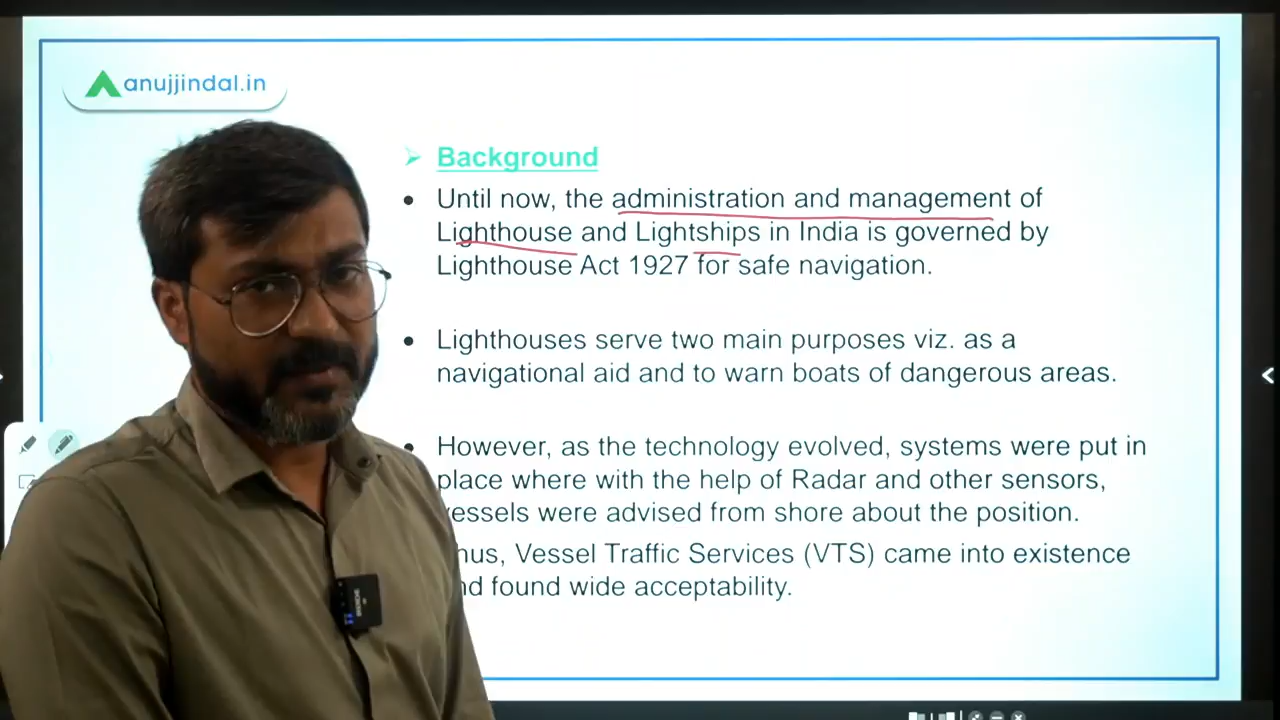 anujjindal.in
Background
Until now, the administration and management of
Lighthouse and Lightships in India is governed by
Lighthouse Act 1927 for safe navigation.
Lighthouses serve two main purposes viz. as a
navigational aid and to warn boats of dangerous areas.
However, as the technology evolved, systems were put in
place where with the help of Radar and other sensors,
vessels were advised from shore about the position.
Vessel Traffic Services (VTS) came into existence
found wide acceptability.